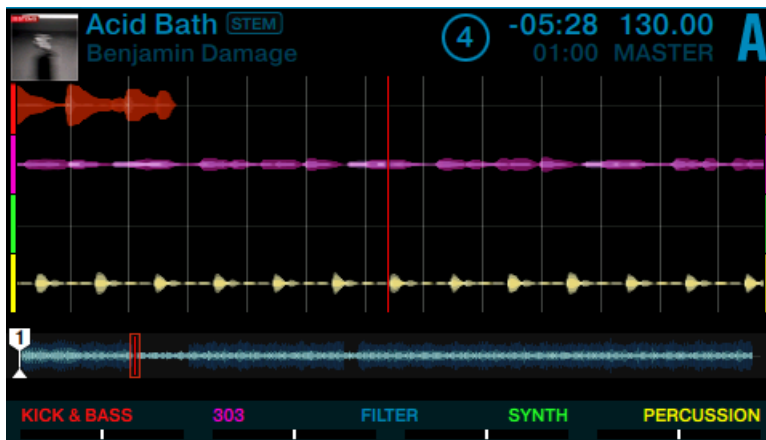 Acid Bath STEM
Benjamin Damage
4
-05:28 130.00
01:00 MASTER
A
1
KICK & BASS 303 FILTER SYNTH PERCUSSION